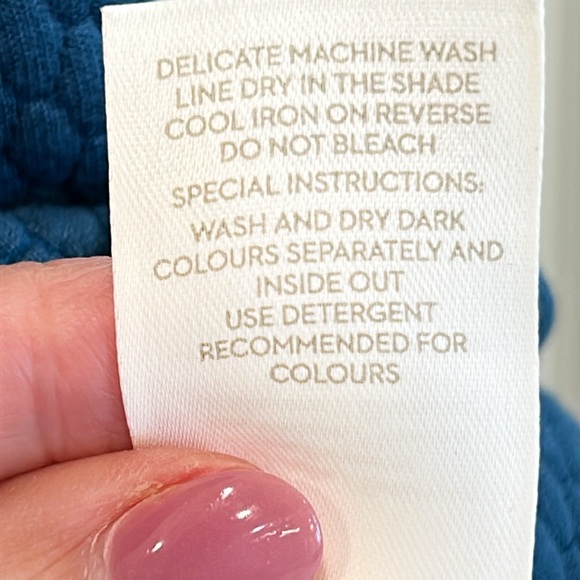 DELICATE MACHINE WASH
LINE DRY IN THE SHADE
COOL IRON ON REVERSE
DO NOT BLEACH
SPECIAL INSTRUCTIONS:
WASH AND DRY DARK
COLOURS SEPARATELY AND
INSIDE OUT
USE DETERGENT
RECOMMENDED FOR
COLOURS